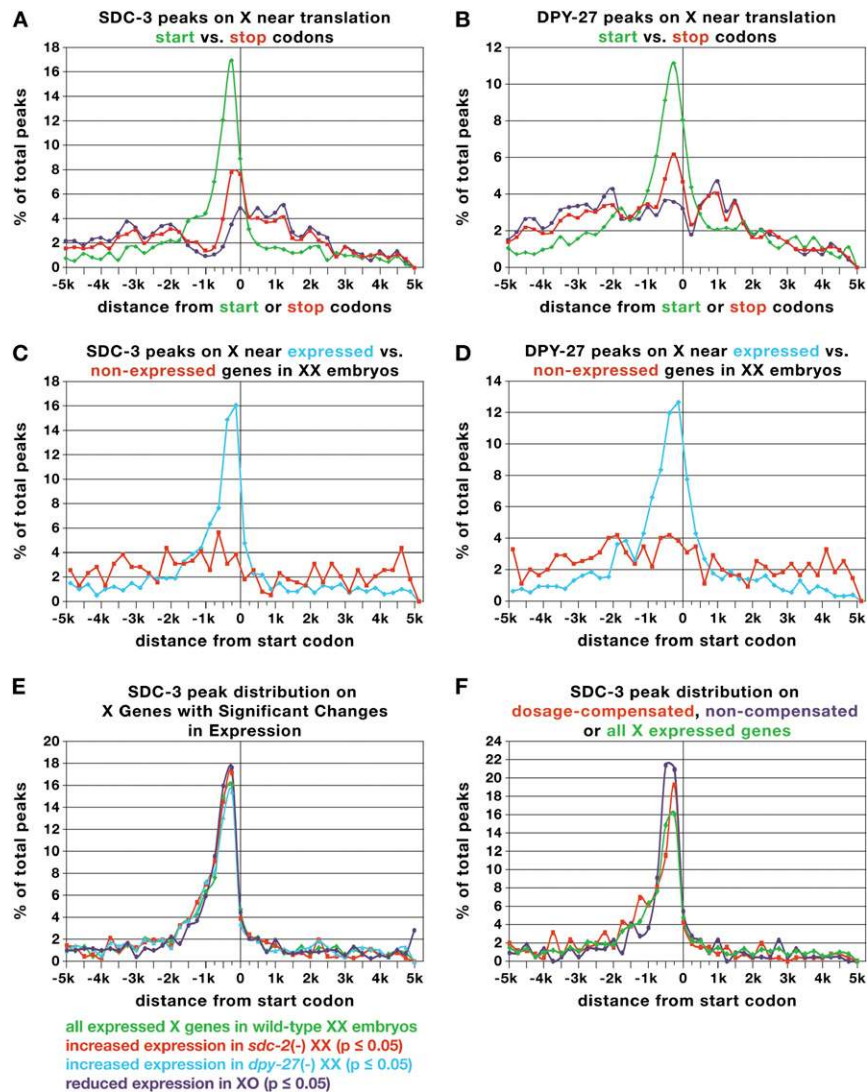 A
SDC-3 peaks on X near translation
start vs. stop codons
% of total peaks
18
16
14
12
10
8
6
4
2
0
-5k -4k -3k -2k -1k 0 1k 2k 3k 4k 5k
distance from start or stop codons
B
DPY-27 peaks on X near translation
start vs. stop codons
% of total peaks
12
10
8
6
4
2
0
-5k -4k -3k -2k -1k 0 1k 2k 3k 4k 5k
distance from start or stop codons
C
SDC-3 peaks on X near expressed vs.
non-expressed genes in XX embryos
% of total peaks
18
16
14
12
10
8
6
4
2
0
-5k -4k -3k -2k -1k 0 1k 2k 3k 4k 5k
distance from start codon
D
DPY-27 peaks on X near expressed vs.
non-expressed genes in XX embryos
% of total peaks
14
12
10
8
6
4
2
0
-5k -4k -3k -2k -1k 0 1k 2k 3k 4k 5k
distance from start codon
E
SDC-3 peak distribution on
X Genes with Significant Changes
in Expression
% of total peaks
20
18
16
14
12
10
8
6
4
2
0
-5k -4k -3k -2k -1k 0 1k 2k 3k 4k 5k
distance from start codon
all expressed X genes in wild-type XX embryos
increased expression in sdc-2(-) XX (p ≤ 0.05)
increased expression in dpy-27(-) XX (p ≤ 0.05)
reduced expression in XO (p ≤ 0.05)
F
SDC-3 peak distribution on
dosage-compensated, non-compensated
or all X expressed genes
% of total peaks
24
22
20
18
16
14
12
10
8
6
4
2
0
-5k -4k -3k -2k -1k 0 1k 2k 3k 4k 5k
distance from start codon